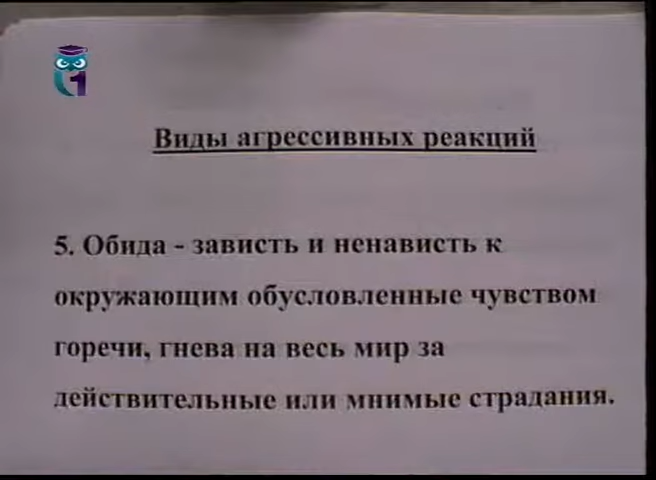 1
Виды агрессивных реакций
5. Обида - зависть и ненависть к
окружающим обусловленные чувством
горечи, гнева на весь мир за
действительные или мнимые страдания.